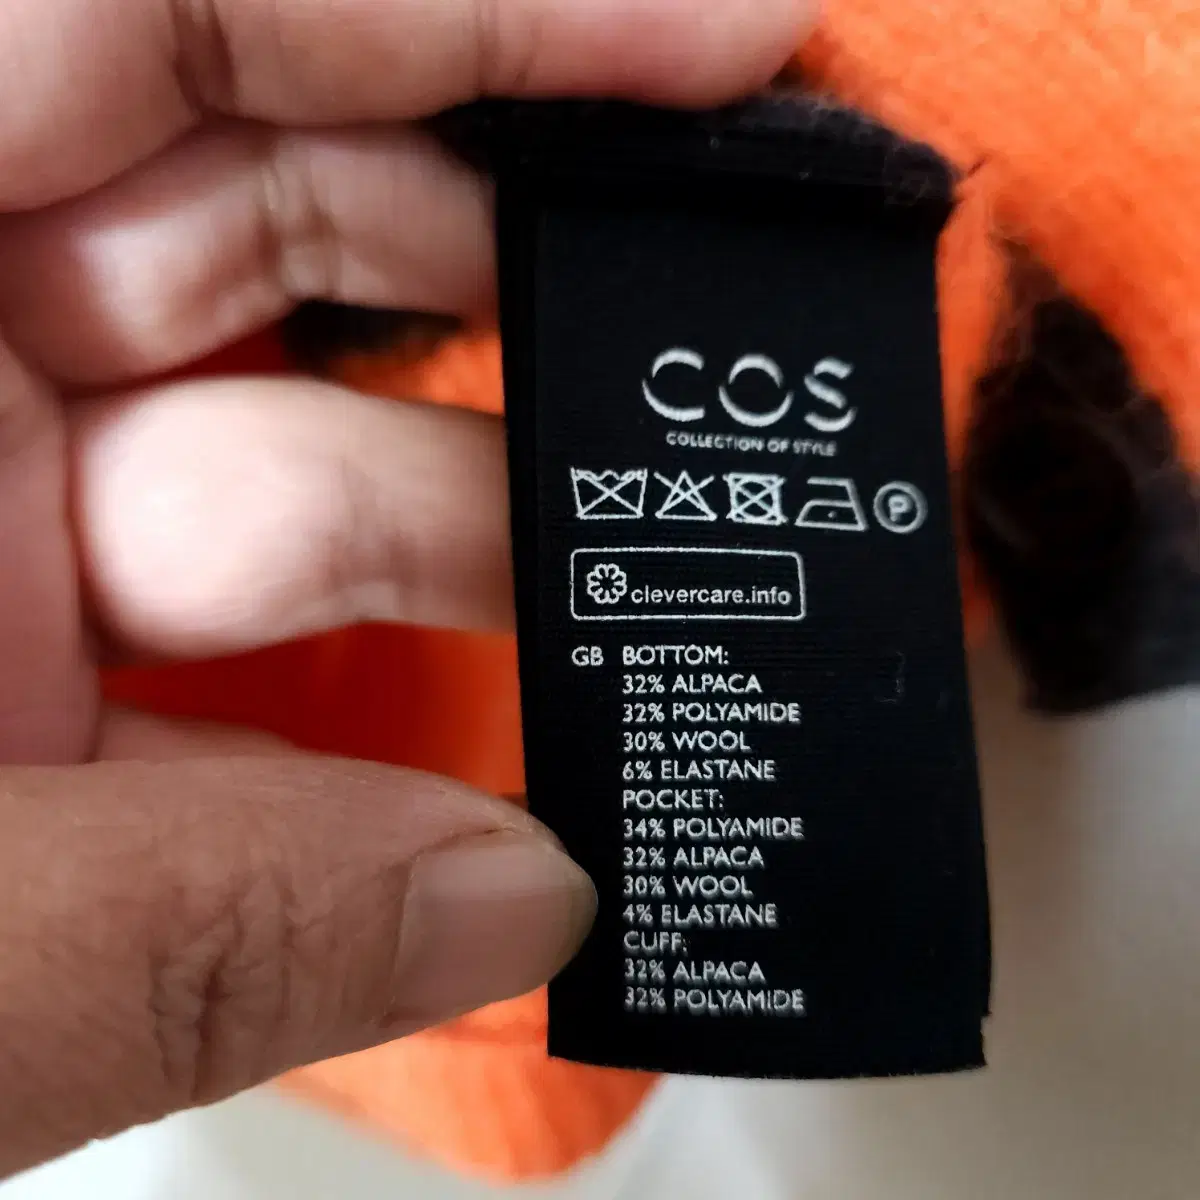 COS
COLLECTION OF STYLE
P
clevercare.info
GB BOTTOM:
32% ALPACA
32% POLYAMIDE
30% WOOL
6% ELASTANE
POCKET:
34% POLYAMIDE
32% ALPACA
30% WOOL
4% ELASTANE
CUFF:
32% ALPACA
32% POLYAMIDE